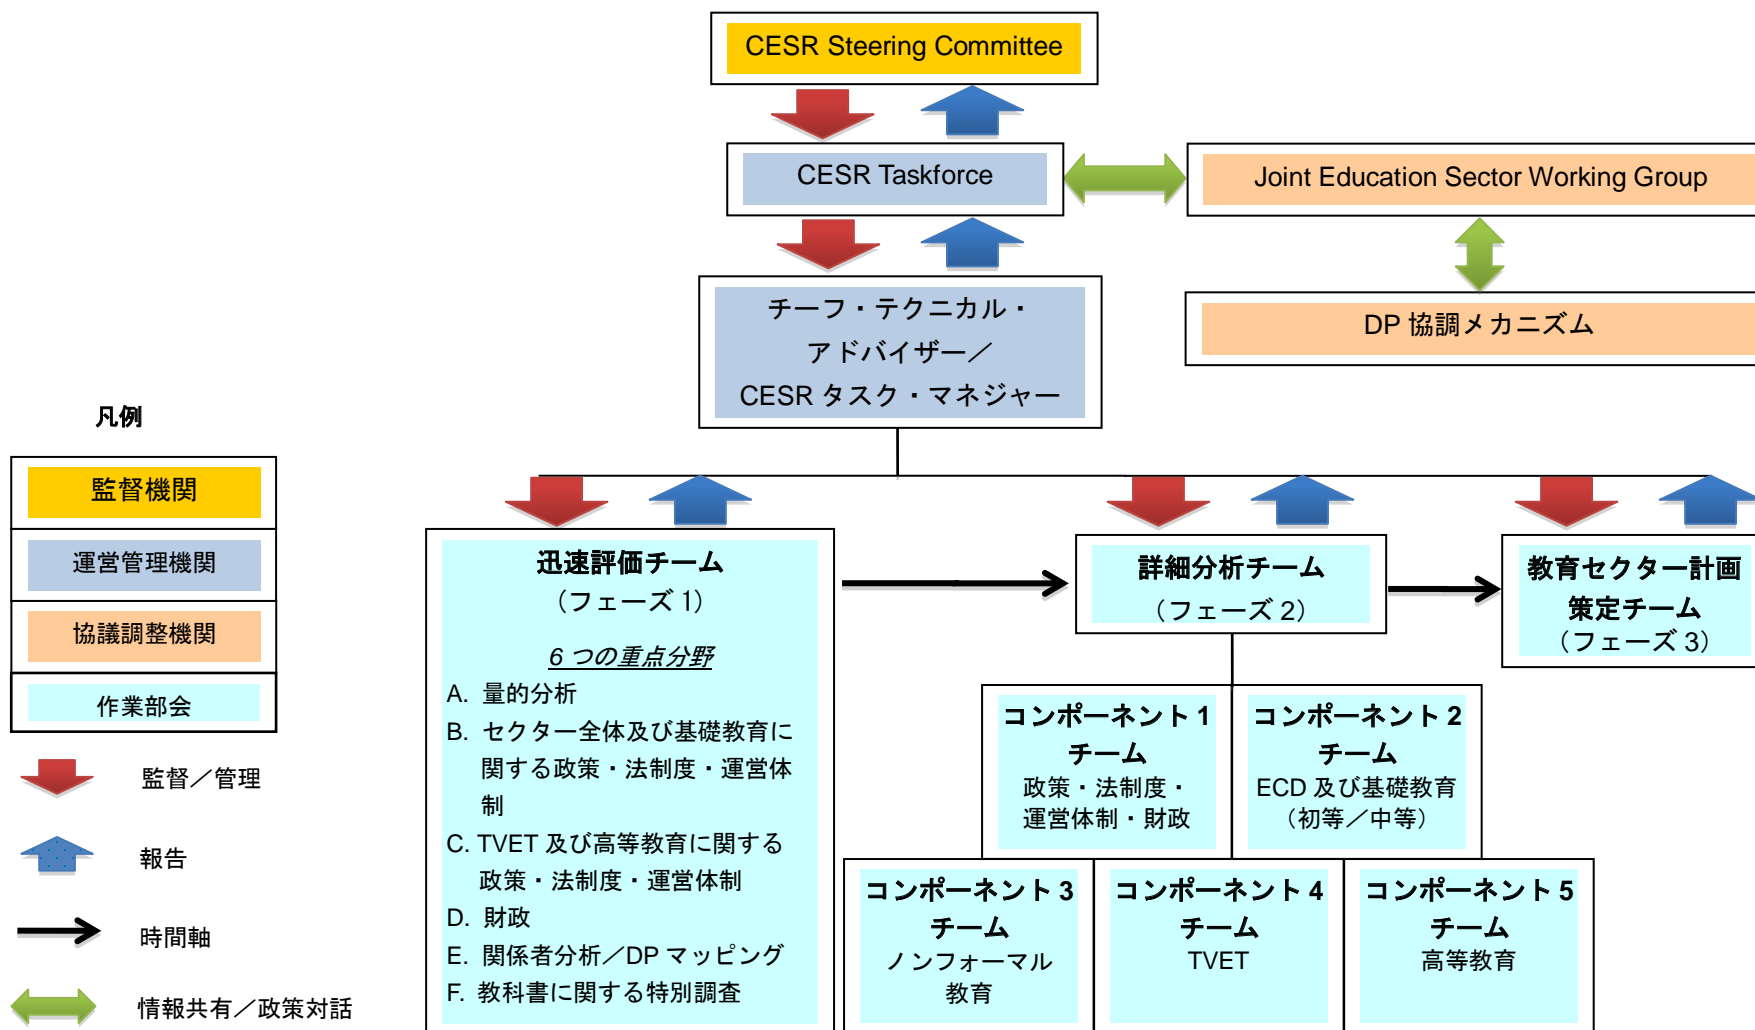 CESR Steering Committee
CESR Taskforce
Joint Education Sector Working Group
チーフ・テクニカル・
アドバイザー／
CESR タスク・マネジャー
DP 協調メカニズム
凡例
監督機関
運営管理機関
協議調整機関
作業部会
監督／管理
報告
時間軸
情報共有／政策対話
迅速評価チーム
（フェーズ 1）
6 つの重点分野
A. 量的分析
B. セクター全体及び基礎教育に
関する政策・法制度・運営体
制
C. TVET 及び高等教育に関する
政策・法制度・運営体制
D. 財政
E. 関係者分析／DP マッピング
F. 教科書に関する特別調査
詳細分析チーム
（フェーズ 2）
教育セクター計画
策定チーム
（フェーズ 3）
コンポーネント 1
チーム
政策・法制度・
運営体制・財政
コンポーネント 2
チーム
ECD 及び基礎教育
（初等／中等）
コンポーネント 3
チーム
ノンフォーマル
教育
コンポーネント 4
チーム
TVET
コンポーネント 5
チーム
高等教育